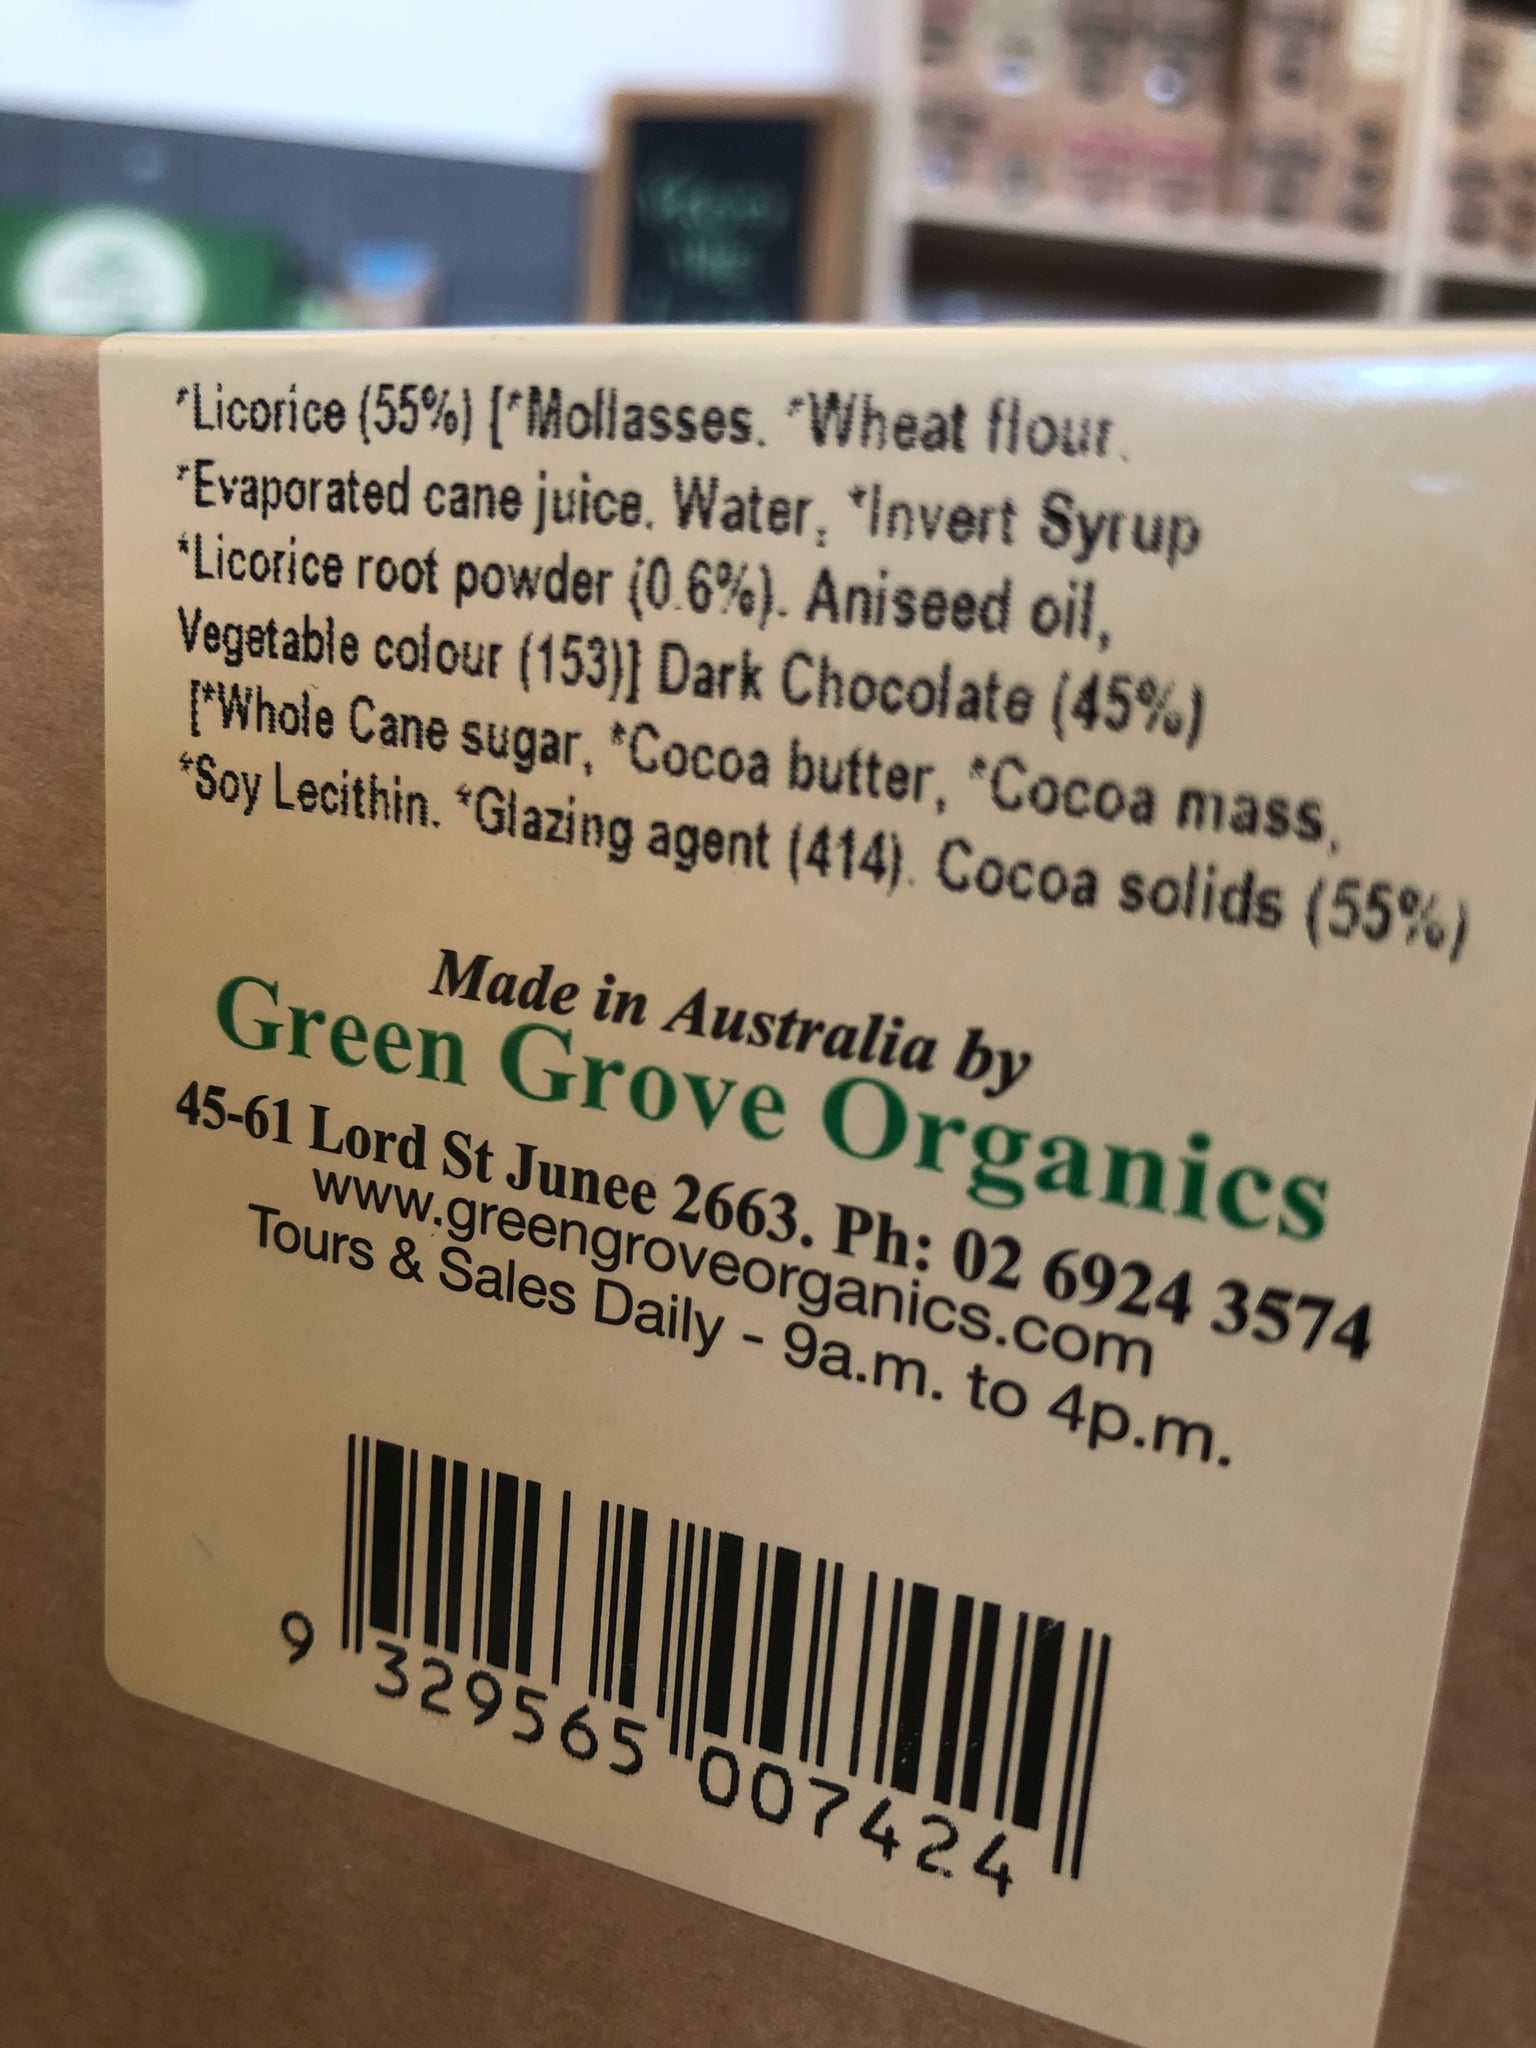 *Licorice (55%) [*Mollasses. *Wheat flour.
*Evaporated cane juice. Water, *Invert Syrup
*Licorice root powder (0.6%). Aniseed oil,
Vegetable colour (153)] Dark Chocolate (45%)
[*Whole Cane sugar, *Cocoa butter, *Cocoa mass,
*Soy Lecithin. *Glazing agent (414). Cocoa solids (55%)
Made in Australia by
Green Grove Organics
45-61 Lord St Junee 2663. Ph: 02 6924 3574
www.greengroveorganics.com
Tours & Sales Daily - 9a.m. to 4p.m.
9 329565 007424